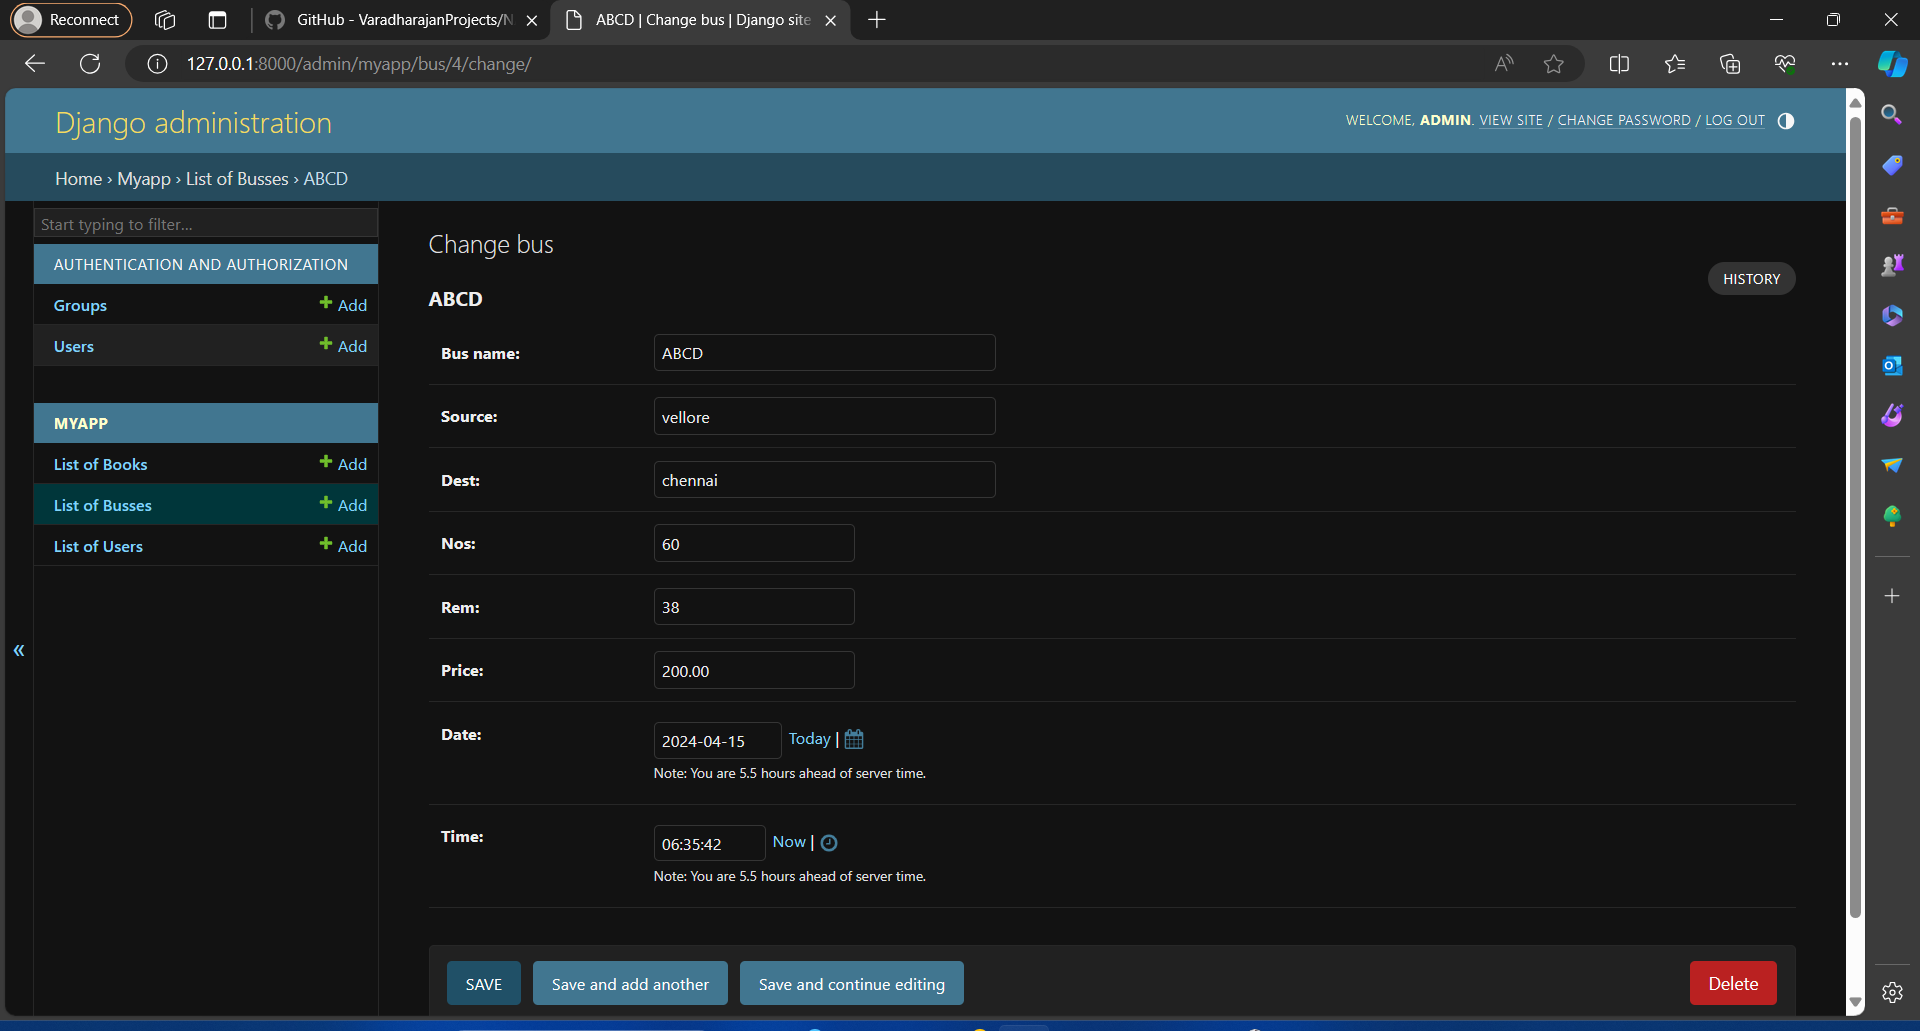 Reconnect
GitHub - VaradharajanProjects/N
ABCD | Change bus | Django site
127.0.0.1:8000/admin/myapp/bus/4/change/
Django administration
WELCOME, ADMIN. VIEW SITE / CHANGE PASSWORD / LOG OUT
Home › Myapp › List of Busses › ABCD
Start typing to filter...
AUTHENTICATION AND AUTHORIZATION
Groups + Add
Users + Add
MYAPP
List of Books + Add
List of Busses + Add
List of Users + Add
«
Change bus
HISTORY
ABCD
Bus name: ABCD
Source: vellore
Dest: chennai
Nos: 60
Rem: 38
Price: 200.00
Date: 2024-04-15 Today |
Note: You are 5.5 hours ahead of server time.
Time: 06:35:42 Now |
Note: You are 5.5 hours ahead of server time.
SAVE Save and add another Save and continue editing Delete